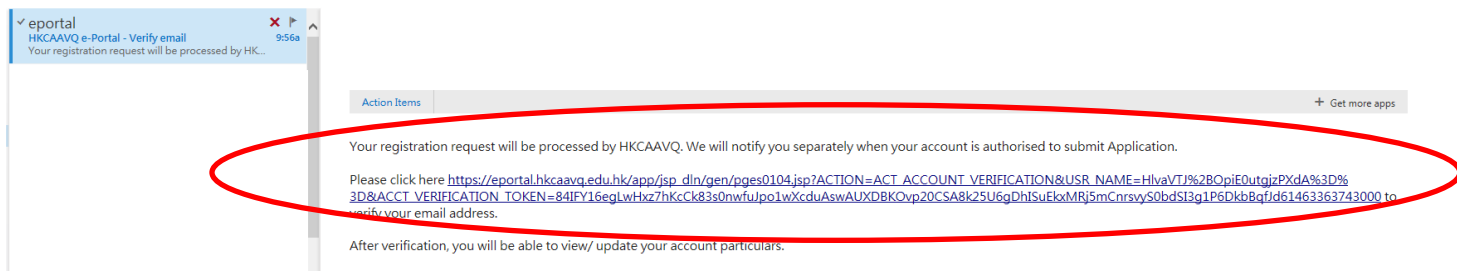 eportal
HKCAAVQ e-Portal - Verify email 9:56a
Your registration request will be processed by HK...
Action Items
+ Get more apps
Your registration request will be processed by HKCAAVQ. We will notify you separately when your account is authorised to submit Application.
Please click here https://eportal.hkcaavq.edu.hk/app/jsp_dln/gen/pges0104.jsp?ACTION=ACT_ACCOUNT_VERIFICATION&USR_NAME=HlvaVTJ%2BOpiE0utgjzPXdA%3D%
3D&ACCT_VERIFICATION_TOKEN=84IFY16egLwHxz7hKcCk83s0nwfuJpo1wXcduAswAUXDBKOvp20CSA8k25U6gDhISuEkxMRj5mCnrsvyS0bdSI3g1P6DkbBqfJd61463363743000 to
verify your email address.
After verification, you will be able to view/ update your account particulars.